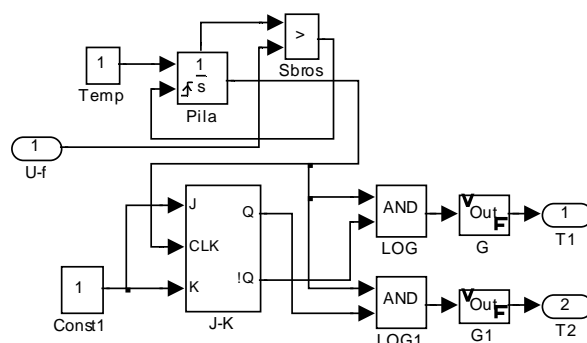 1
Temp
1
s
Pila
>
Sbros
1
U-f
J
CLK
K
Q
!Q
J-K
1
Const1
AND
LOG
V
Out
F
G
1
T1
AND
LOG1
V
Out
F
G1
2
T2